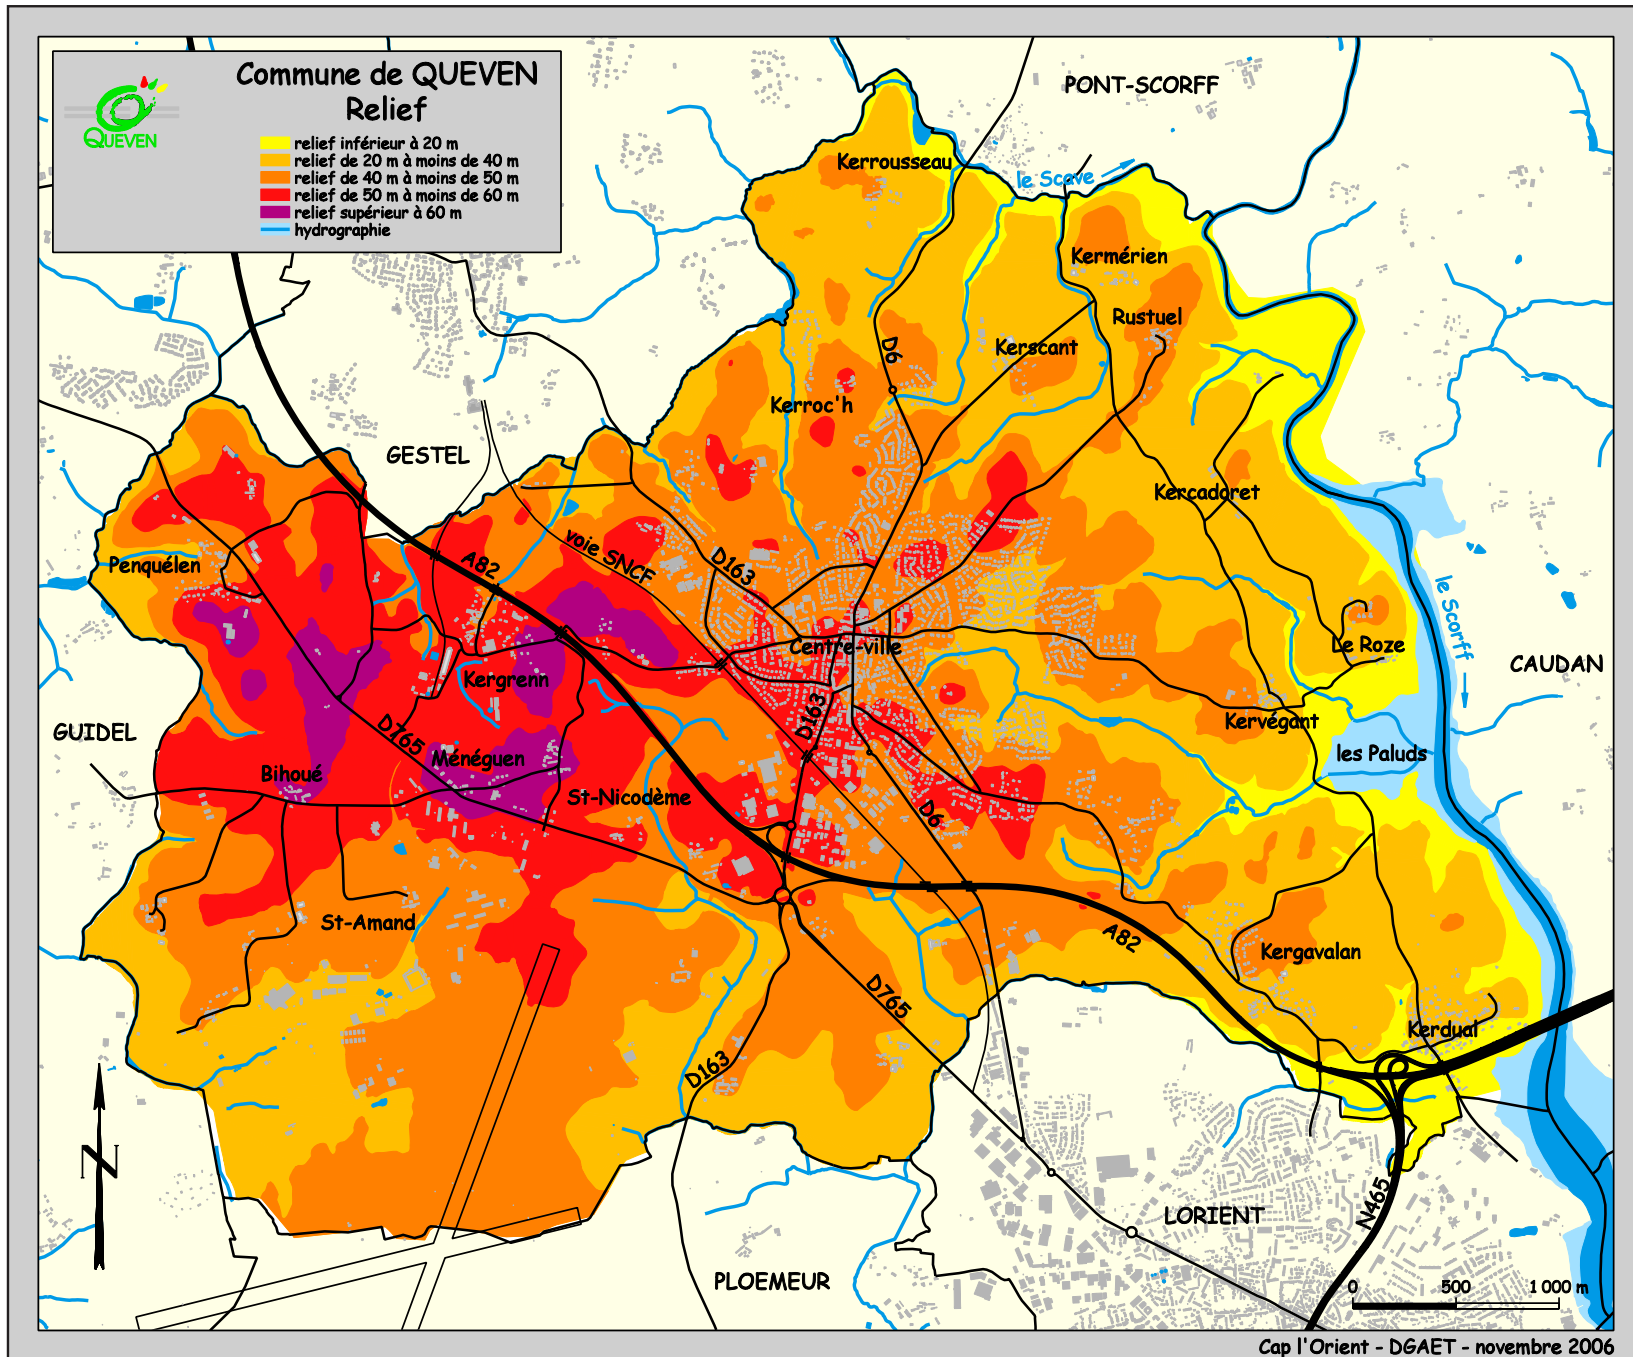 Commune de QUEVEN
Relief
QUEVEN
relief inférieur à 20 m
relief de 20 m à moins de 40 m
relief de 40 m à moins de 50 m
relief de 50 m à moins de 60 m
relief supérieur à 60 m
hydrographie
PONT-SCORFF
Kerrousseau
le Scave
Kermérien
Rustuel
D6
Kerscant
Kerroc'h
GESTEL
Kercadoret
Penquélen
A82
voie SNCF
D163
le Scorff
Centre-ville
Le Roze
CAUDAN
Kergrenn
GUIDEL
D765
D163
Kervégant
les Paluds
Ménéguen
Bihoué
St-Nicodème
D6
St-Amand
A82
Kergavalan
D765
Kerdual
D163
N
N465
LORIENT
PLOEMEUR
0 500 1 000 m
Cap l'Orient - DGAET - novembre 2006